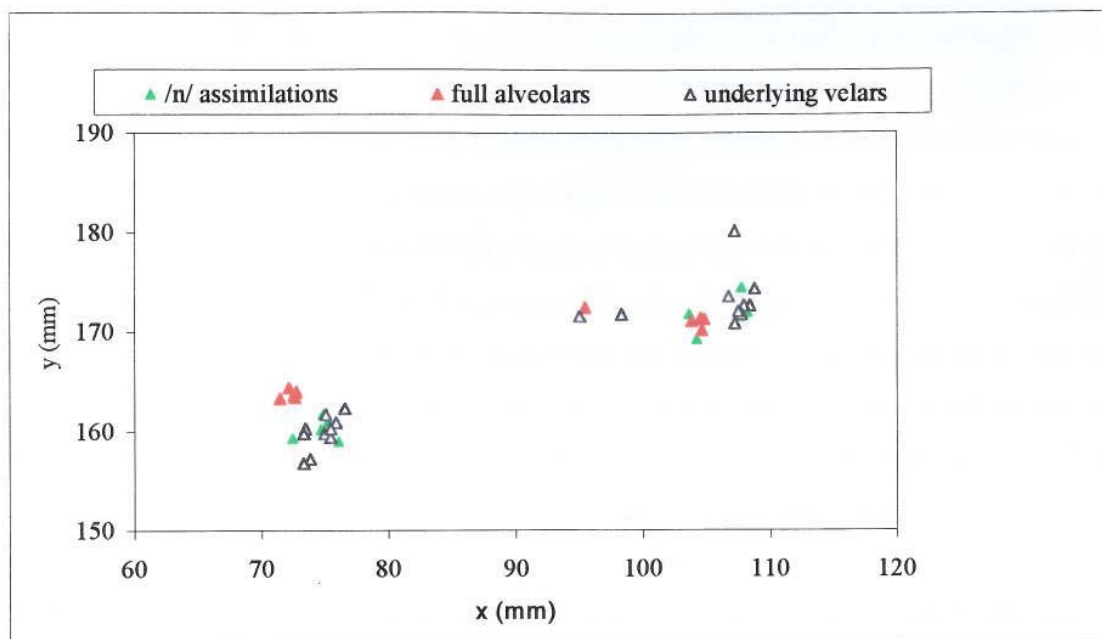 /n/ assimilations full alveolars underlying velars
190
180
170
160
150
y (mm)
60 70 80 90 100 110 120
x (mm)